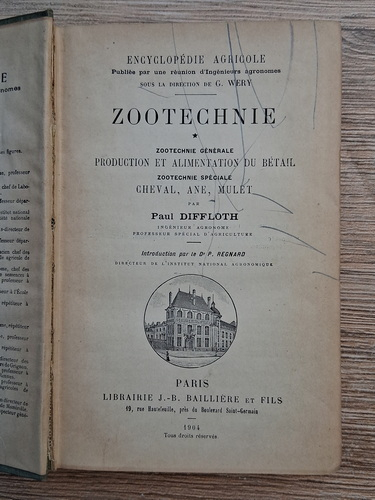 ENCYCLOPÉDIE AGRICOLE
Publiée par une réunion d'Ingénieurs agronomes
SOUS LA DIRECTION DE G. WERY
ZOOTECHNIE
ZOOTECHNIE GÉNÉRALE
PRODUCTION ET ALIMENTATION DU BÉTAIL
ZOOTECHNIE SPÉCIALE
CHEVAL, ANE, MULET
PAR
Paul DIFFLOTH
INGÉNIEUR AGRONOME
PROFESSEUR SPÉCIAL D'AGRICULTURE
Introduction par le Dr P. REGNARD
DIRECTEUR DE L'INSTITUT NATIONAL AGRONOMIQUE
PARIS
LIBRAIRIE J.-B. BAILLIÈRE ET FILS
19, rue Hautefeuille, près du Boulevard Saint-Germain
1904
Tous droits réservés